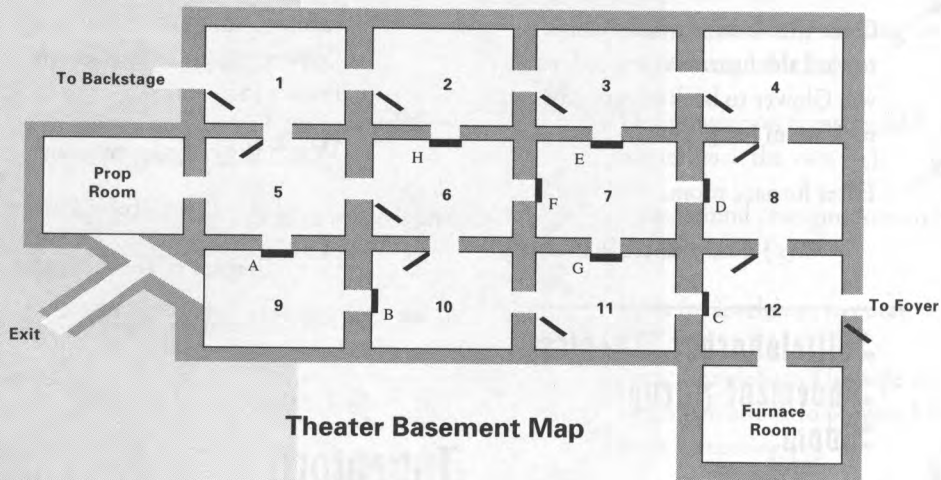 1
2
3
4
To Backstage
H
E
Prop
Room
5
6
F
7
D
8
A
G
9
B
10
11
C
12
To Foyer
Exit
Furnace
Room
Theater Basement Map